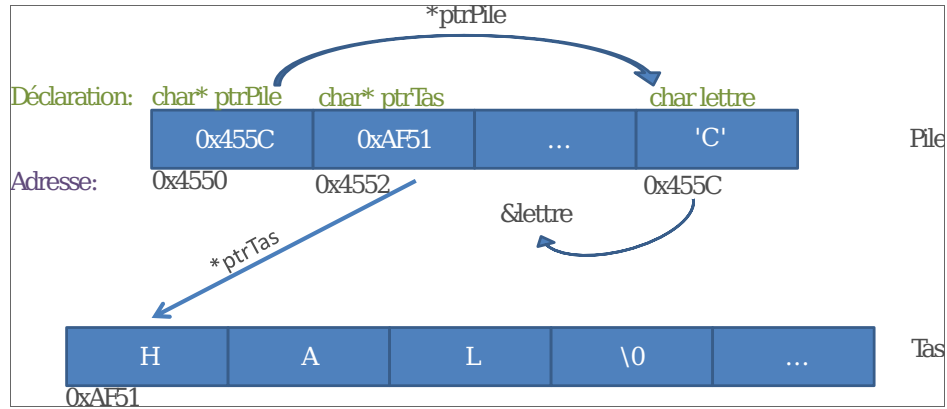 *ptrPile
Déclaration: char* ptrPile char* ptrTas char lettre
0x455C 0xAF51 ... 'C' Pile
Adresse: 0x4550 0x4552 0x455C
&lettre
*ptrTas
H A L \0 ... Tas
0xAF51